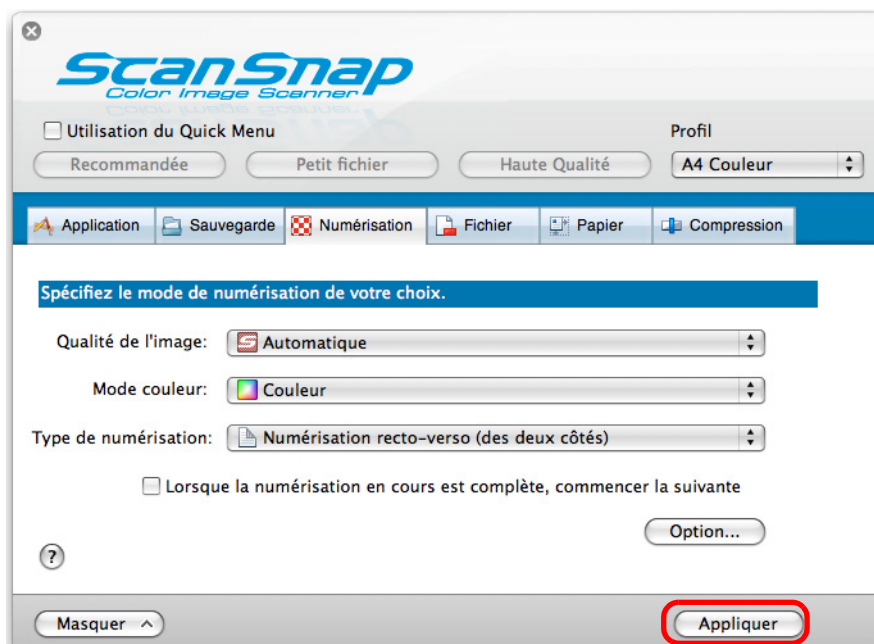 ScanSnap
Color Image Scanner
Utilisation du Quick Menu
Profil
Recommandée Petit fichier Haute Qualité A4 Couleur
Application Sauvegarde Numérisation Fichier Papier Compression
Spécifiez le mode de numérisation de votre choix.
Qualité de l'image: Automatique
Mode couleur: Couleur
Type de numérisation: Numérisation recto-verso (des deux côtés)
Lorsque la numérisation en cours est complète, commencer la suivante
Option...
?
Masquer Appliquer